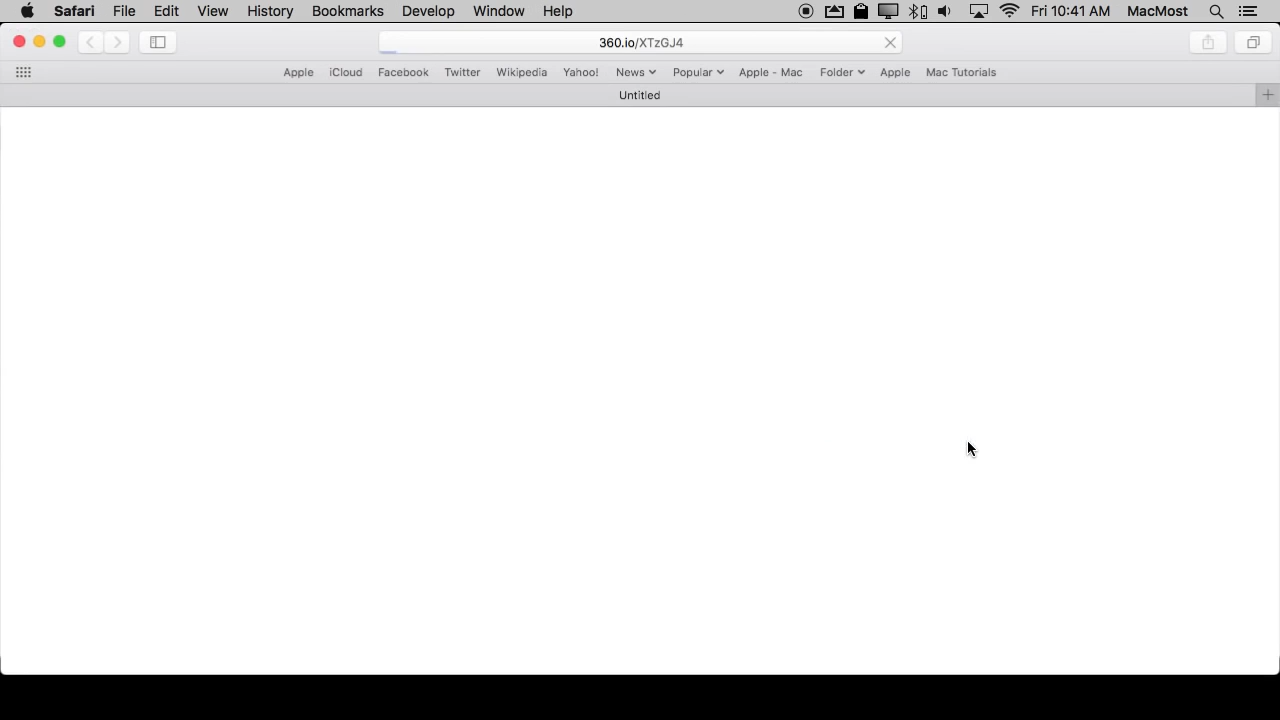 Safari File Edit View History Bookmarks Develop Window Help Fri 10:41 AM MacMost
360.io/XTzGJ4
Apple iCloud Facebook Twitter Wikipedia Yahoo! News Popular Apple - Mac Folder Apple Mac Tutorials
Untitled